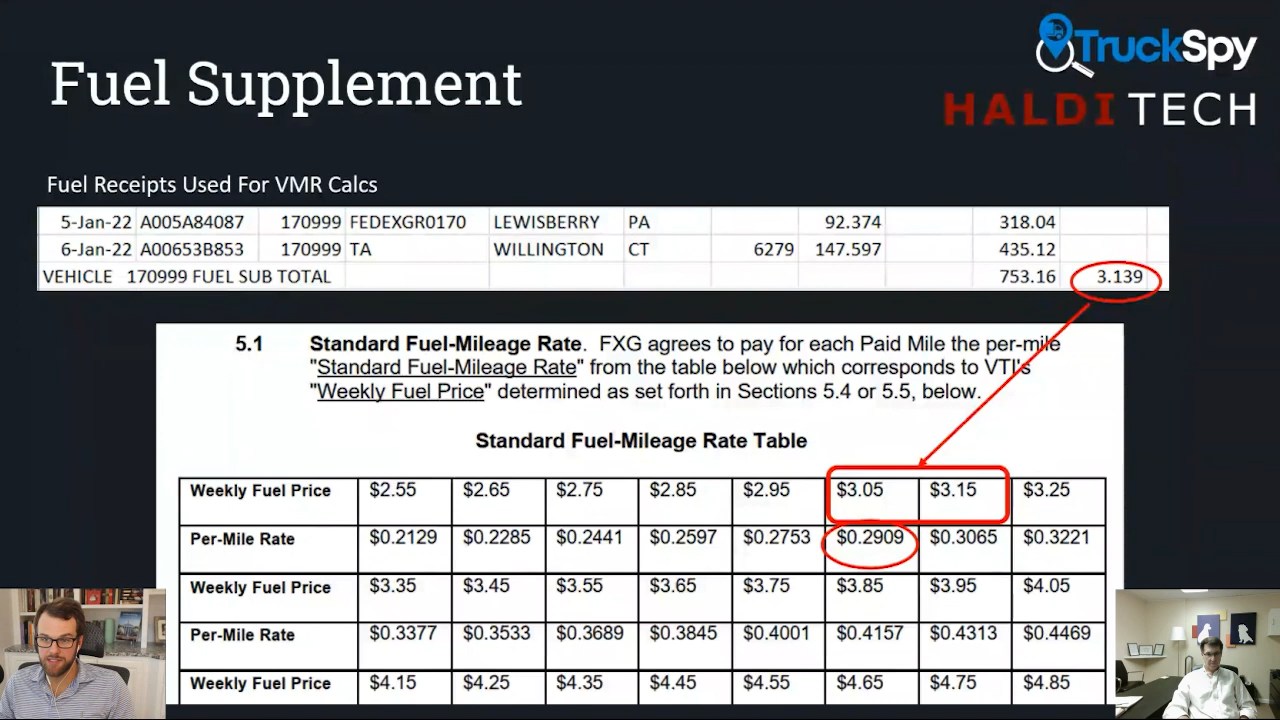 TruckSpy
Fuel Supplement
HALDI TECH
Fuel Receipts Used For VMR Calcs
5-Jan-22 A005A84087 170999 FEDEXGR0170 LEWISBERRY PA 92.374 318.04
6-Jan-22 A00653B853 170999 TA WILLINGTON CT 6279 147.597 435.12
VEHICLE 170999 FUEL SUB TOTAL 753.16 3.139
5.1 Standard Fuel-Mileage Rate. FXG agrees to pay for each Paid Mile the per-mile
"Standard Fuel-Mileage Rate" from the table below which corresponds to VTI's
"Weekly Fuel Price" determined as set forth in Sections 5.4 or 5.5, below.
Standard Fuel-Mileage Rate Table
Weekly Fuel Price $2.55 $2.65 $2.75 $2.85 $2.95 $3.05 $3.15 $3.25
Per-Mile Rate $0.2129 $0.2285 $0.2441 $0.2597 $0.2753 $0.2909 $0.3065 $0.3221
Weekly Fuel Price $3.35 $3.45 $3.55 $3.65 $3.75 $3.85 $3.95 $4.05
Per-Mile Rate $0.3377 $0.3533 $0.3689 $0.3845 $0.4001 $0.4157 $0.4313 $0.4469
Weekly Fuel Price $4.15 $4.25 $4.35 $4.45 $4.55 $4.65 $4.75 $4.85